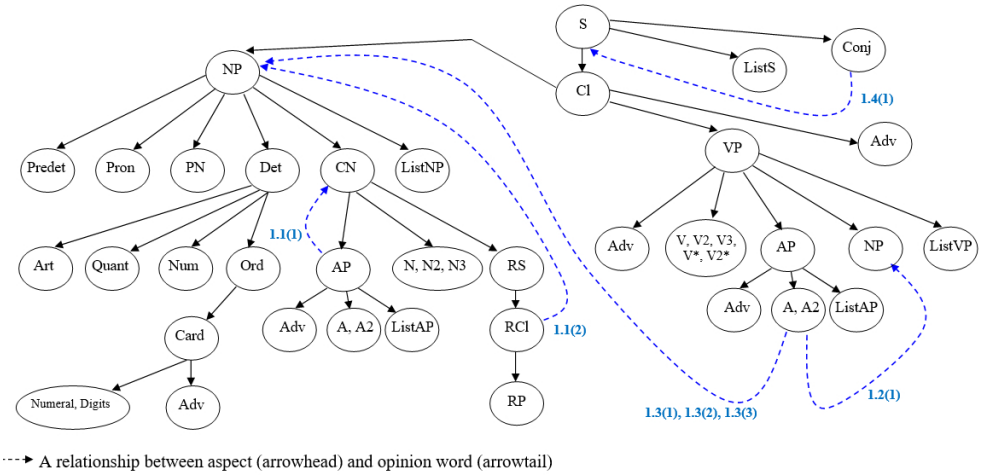 S
Conj
ListS
NP
Cl
1.4(1)
Adv
VP
Predet
Pron
PN
Det
CN
ListNP
1.1(1)
Adv
V, V2, V3,
V*, V2*
AP
NP
ListVP
Art
Quant
Num
Ord
AP
N, N2, N3
RS
Adv
A, A2
ListAP
Card
Adv
A, A2
ListAP
RCl
1.1(2)
RP
Numeral, Digits
Adv
1.3(1), 1.3(2), 1.3(3)
1.2(1)
A relationship between aspect (arrowhead) and opinion word (arrowtail)